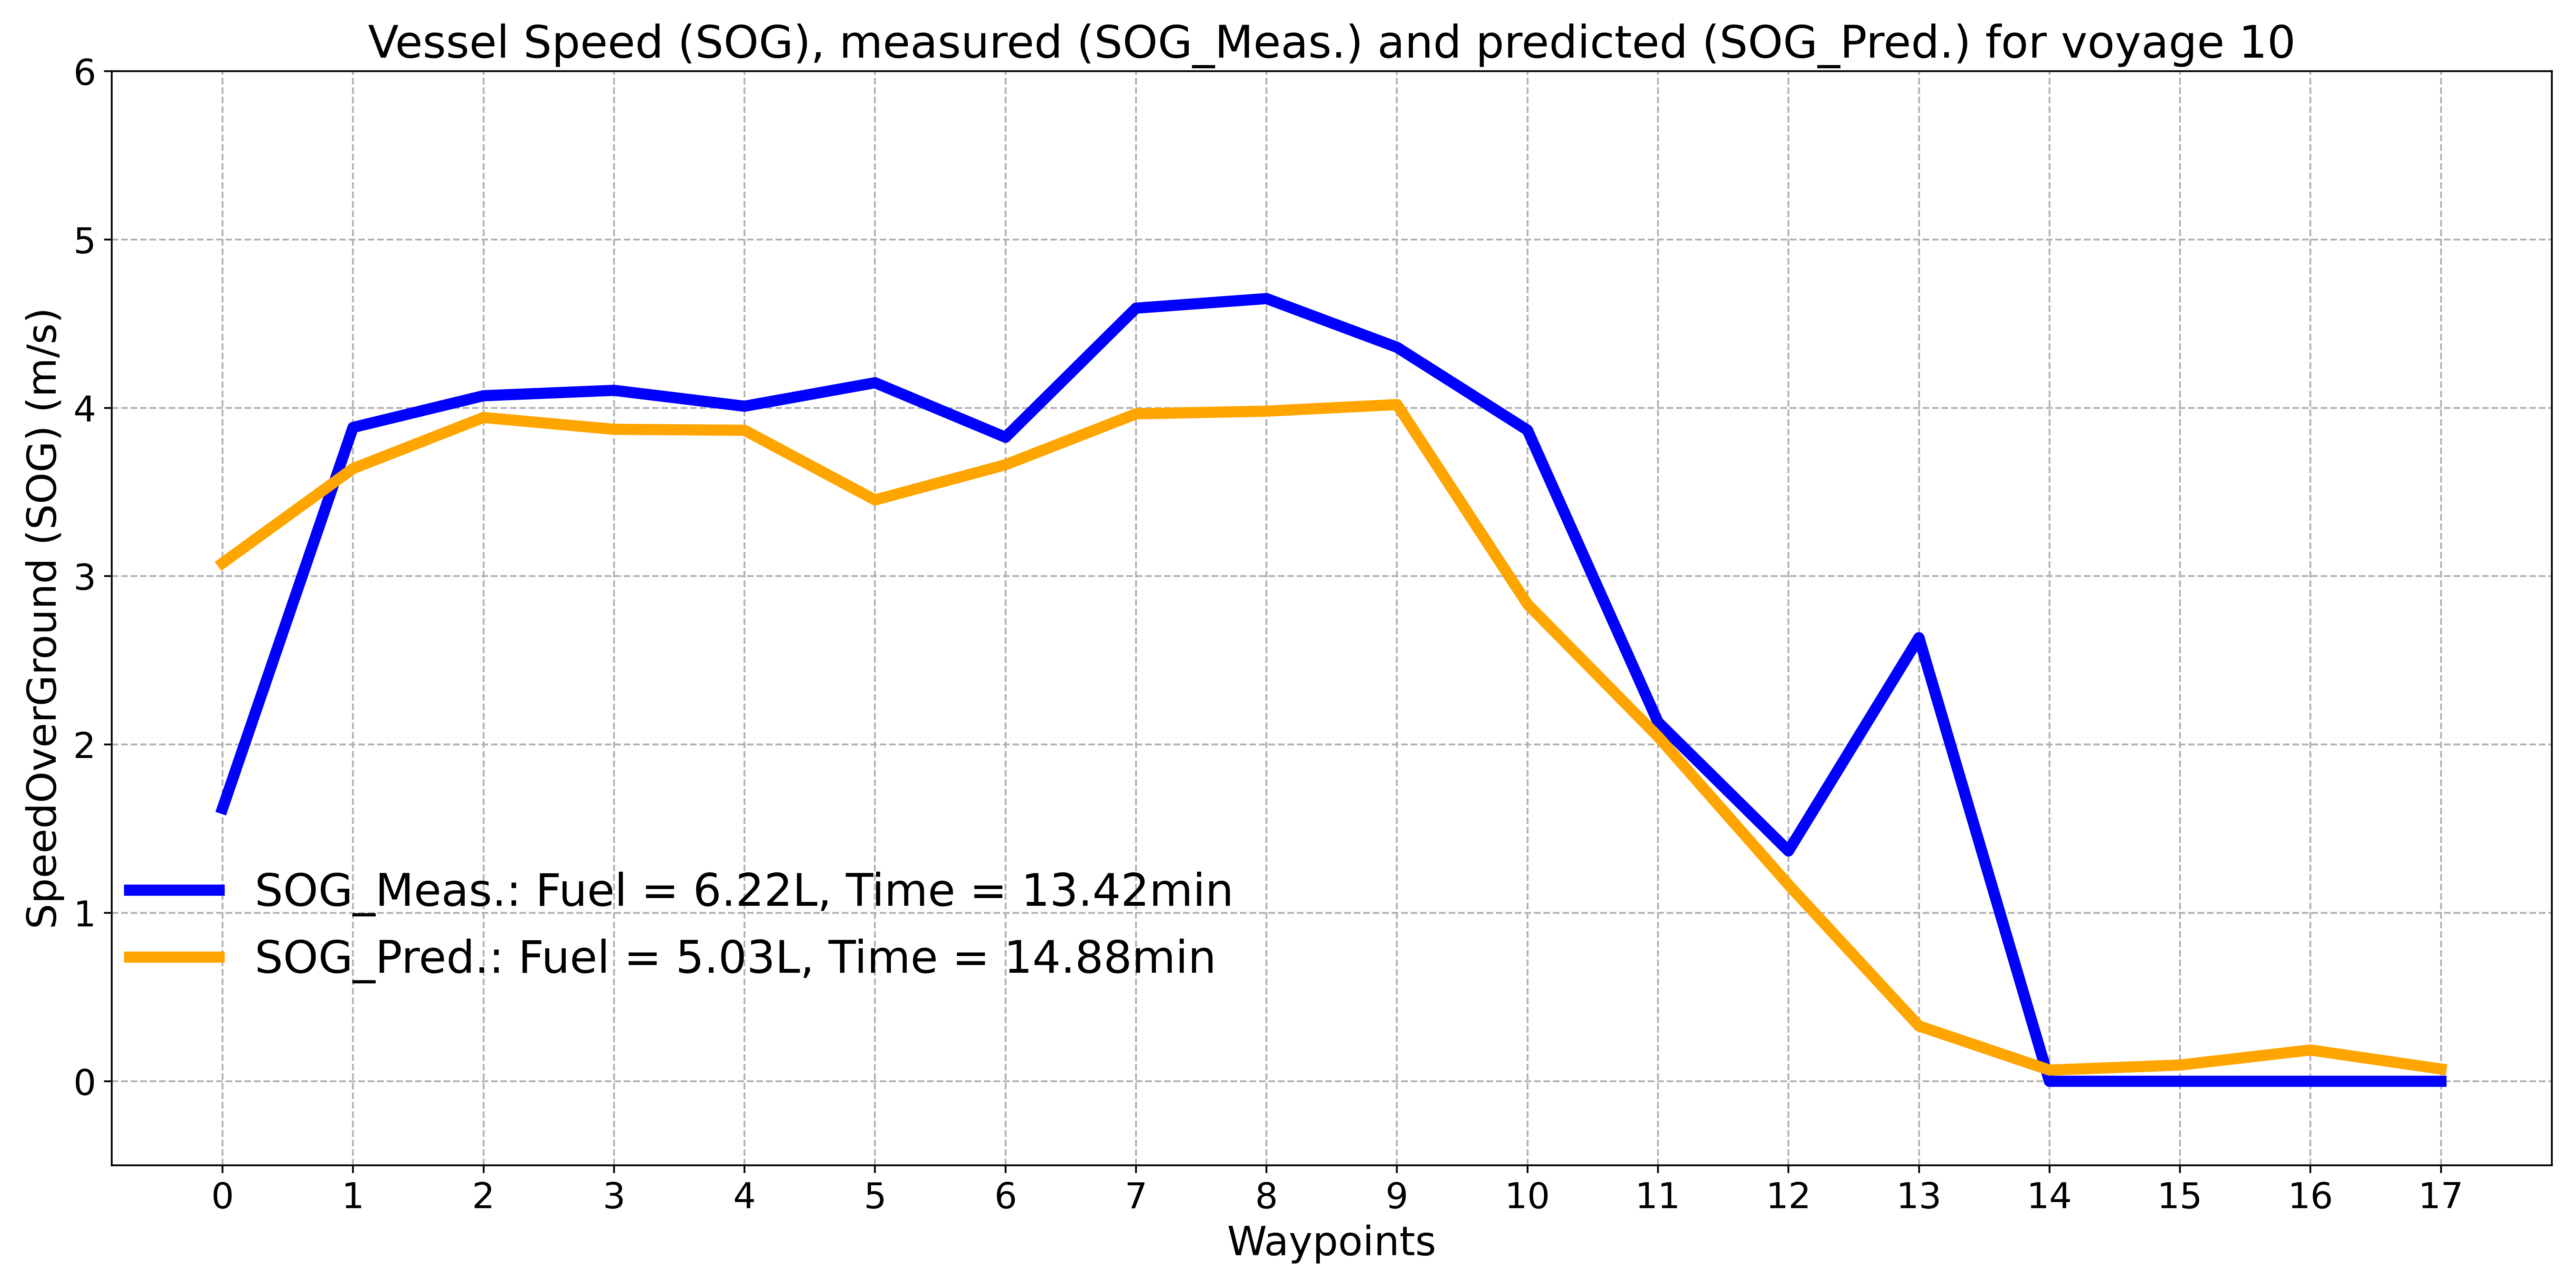 Vessel Speed (SOG), measured (SOG_Meas.) and predicted (SOG_Pred.) for voyage 10
6
5
4
3
2
1
0
SpeedOverGround (SOG) (m/s)
SOG_Meas.: Fuel = 6.22L, Time = 13.42min
SOG_Pred.: Fuel = 5.03L, Time = 14.88min
0 1 2 3 4 5 6 7 8 9 10 11 12 13 14 15 16 17
Waypoints